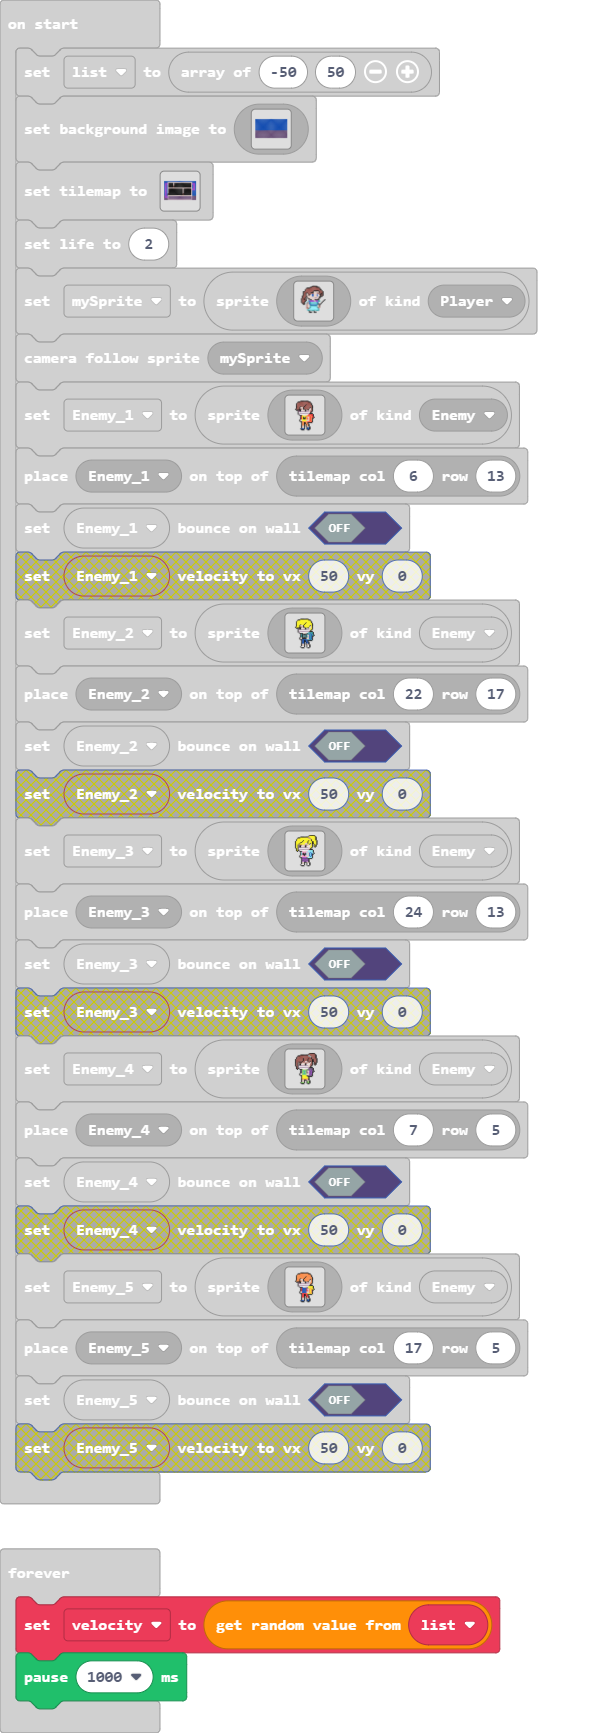 on start
set list to array of -50 50
set background image to
set tilemap to
set life to 2
set mySprite to sprite of kind Player
camera follow sprite mySprite
set Enemy_1 to sprite of kind Enemy
place Enemy_1 on top of tilemap col 6 row 13
set Enemy_1 bounce on wall OFF
set Enemy_1 velocity to vx 50 vy 0
set Enemy_2 to sprite of kind Enemy
place Enemy_2 on top of tilemap col 22 row 17
set Enemy_2 bounce on wall OFF
set Enemy_2 velocity to vx 50 vy 0
set Enemy_3 to sprite of kind Enemy
place Enemy_3 on top of tilemap col 24 row 13
set Enemy_3 bounce on wall OFF
set Enemy_3 velocity to vx 50 vy 0
set Enemy_4 to sprite of kind Enemy
place Enemy_4 on top of tilemap col 7 row 5
set Enemy_4 bounce on wall OFF
set Enemy_4 velocity to vx 50 vy 0
set Enemy_5 to sprite of kind Enemy
place Enemy_5 on top of tilemap col 17 row 5
set Enemy_5 bounce on wall OFF
set Enemy_5 velocity to vx 50 vy 0
forever
set velocity to get random value from list
pause 1000 ms